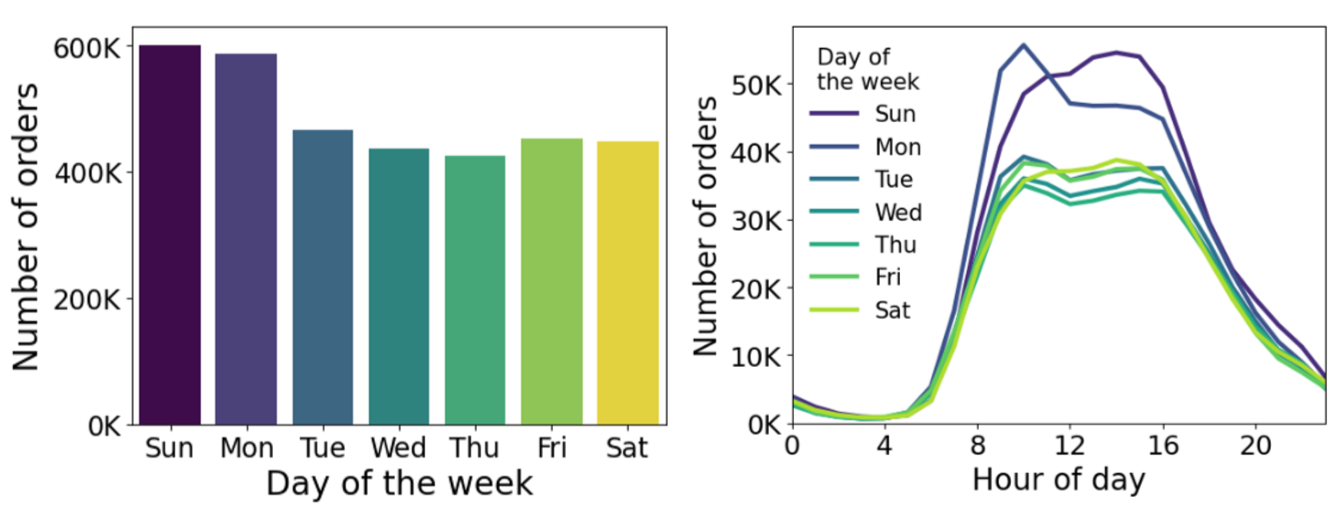 600K
400K
200K
0K
Number of orders
Sun Mon Tue Wed Thu Fri Sat
Day of the week
50K
40K
30K
20K
10K
0K
Number of orders
Day of
the week
Sun
Mon
Tue
Wed
Thu
Fri
Sat
0 4 8 12 16 20
Hour of day